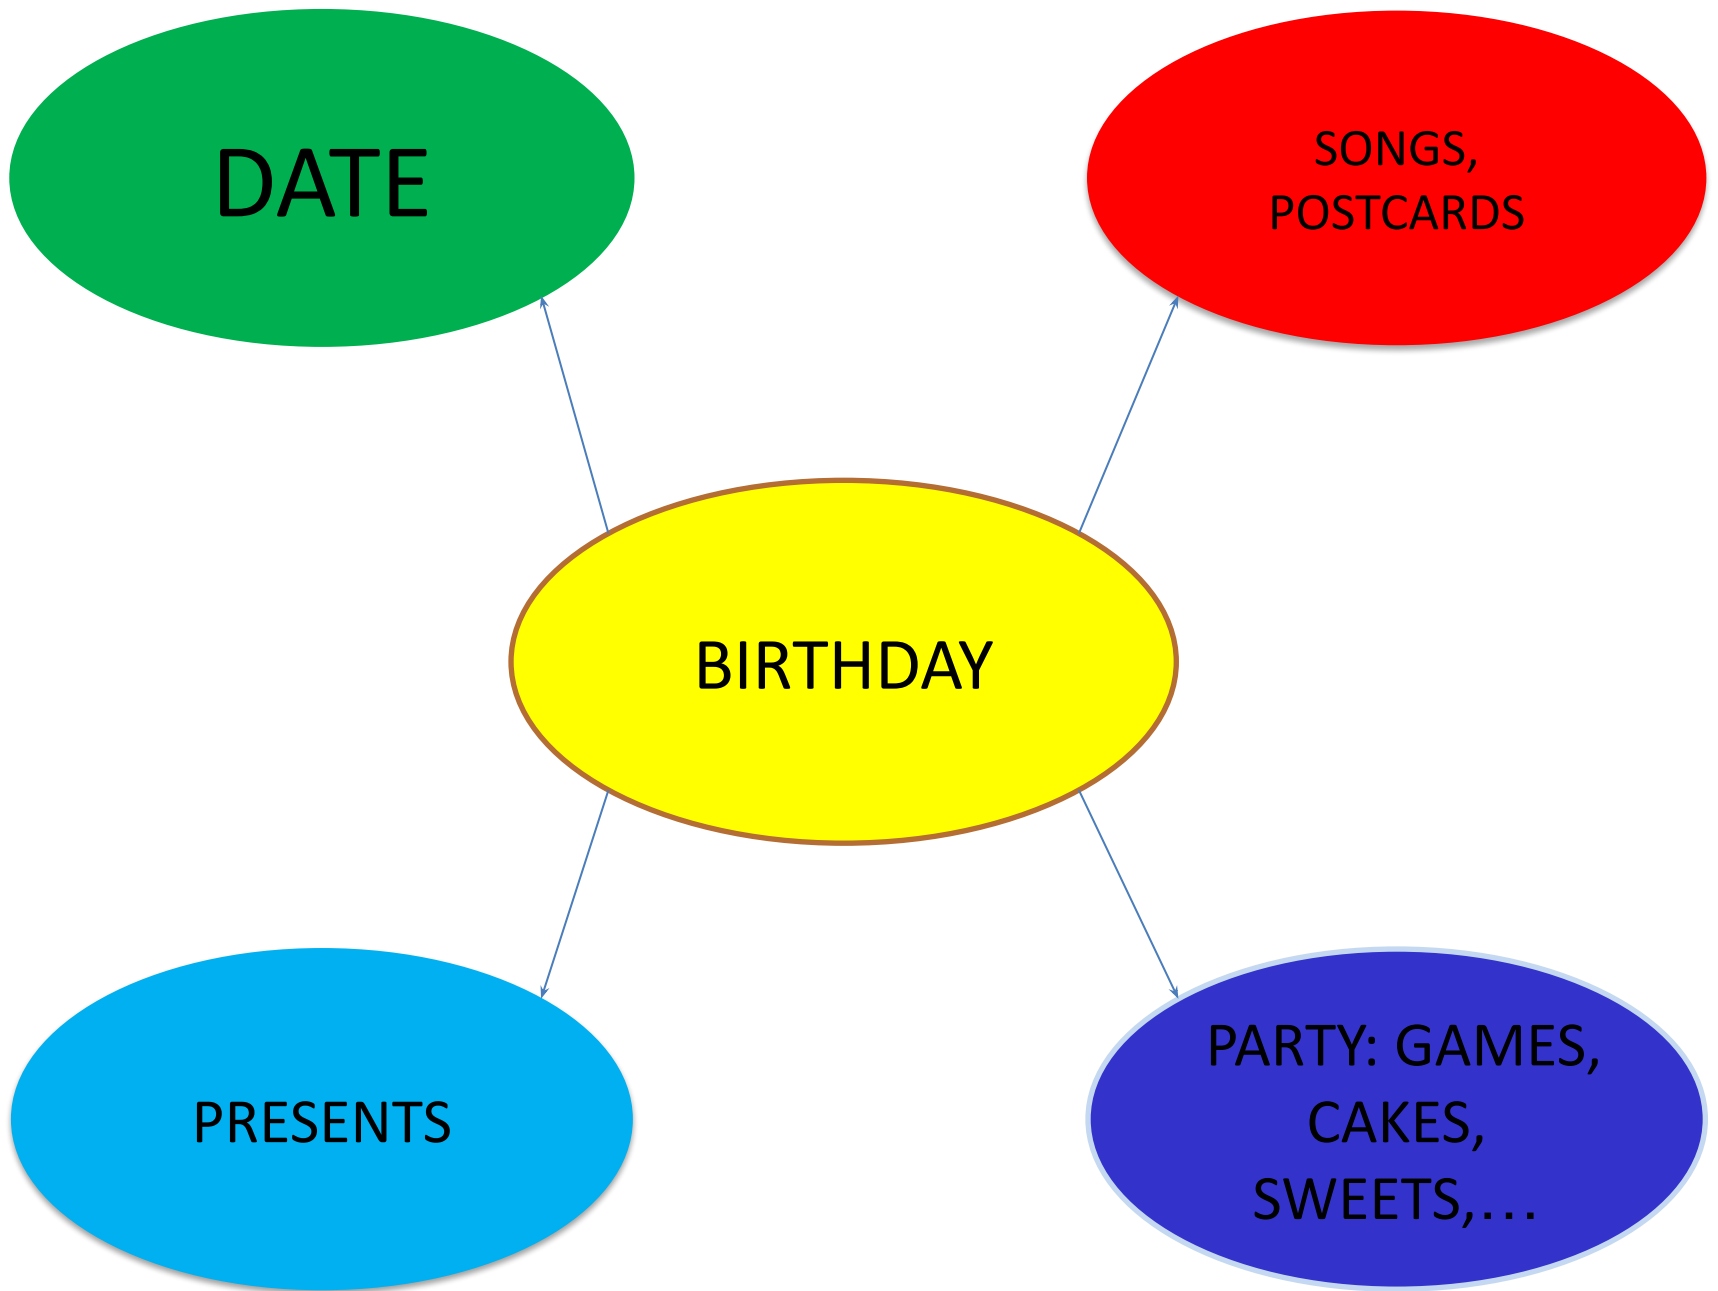 DATE
SONGS,
POSTCARDS
BIRTHDAY
PRESENTS
PARTY: GAMES,
CAKES,
SWEETS,…